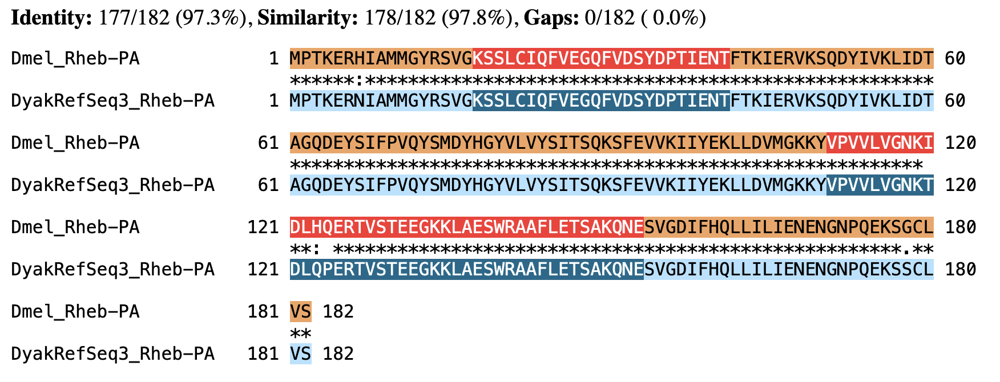 Identity: 177/182 (97.3%), Similarity: 178/182 (97.8%), Gaps: 0/182 ( 0.0%)
Dmel_Rheb-PA 1 MPTKERHIAMMGYRSVGKSSLCIQFVEGQFVDSYDPTIENTFTKIERVKSQDYIVKLIDT 60
******:*****************************************************
DyakRefSeq3_Rheb-PA 1 MPTKERNIAMMGYRSVGKSSLCIQFVEGQFVDSYDPTIENTFTKIERVKSQDYIVKLIDT 60
Dmel_Rheb-PA 61 AGQDEYSIFPVQYSMDYHGYVLVYSITSQKSFEVVKIIYEKLLDVMGKKYVPVVLVGNKI 120
***********************************************************
DyakRefSeq3_Rheb-PA 61 AGQDEYSIFPVQYSMDYHGYVLVYSITSQKSFEVVKIIYEKLLDVMGKKYVPVVLVGNKT 120
Dmel_Rheb-PA 121 DLHQERTVSTEEGKKLAESWRAAFLETSAKQNESVGDIFHQLLILIENENGNPQEKSGCL 180
**: *****************************************************.**
DyakRefSeq3_Rheb-PA 121 DLQPERTVSTEEGKKLAESWRAAFLETSAKQNESVGDIFHQLLILIENENGNPQEKSSCL 180
Dmel_Rheb-PA 181 VS 182
**
DyakRefSeq3_Rheb-PA 181 VS 182